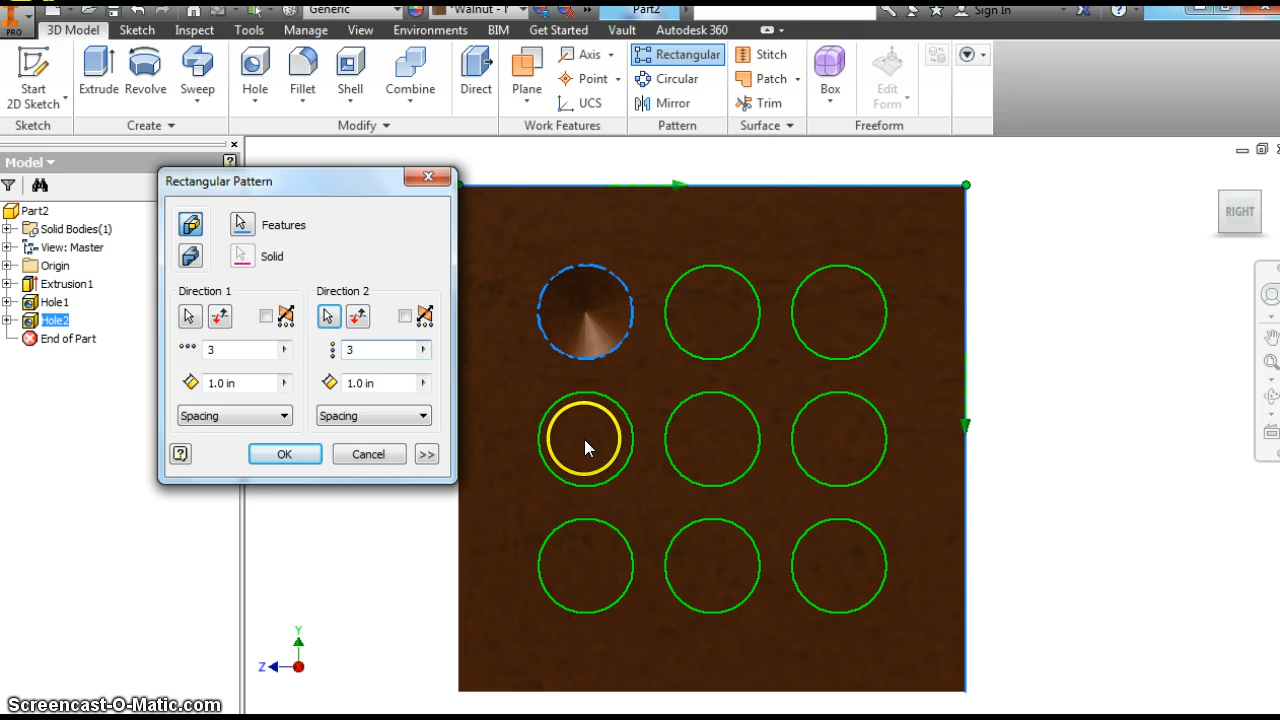 Generic
*Walnut - I
Part2
Sign In
PRO
3D Model Sketch Inspect Tools Manage View Environments BIM Get Started Vault Autodesk 360
Start 2D Sketch
Extrude Revolve Sweep
Hole Fillet Shell Combine
Direct
Plane
Axis
Point
UCS
Rectangular
Circular
Mirror
Stitch
Patch
Trim
Box
Edit Form
Sketch Create Modify Work Features Pattern Surface Freeform
Model
Part2
Solid Bodies(1)
View: Master
Origin
Extrusion1
Hole1
Hole2
End of Part
Rectangular Pattern
Features
Solid
Direction 1 Direction 2
3 3
1.0 in 1.0 in
Spacing Spacing
OK Cancel >>
RIGHT
Y
Z
Screencast-O-Matic.com